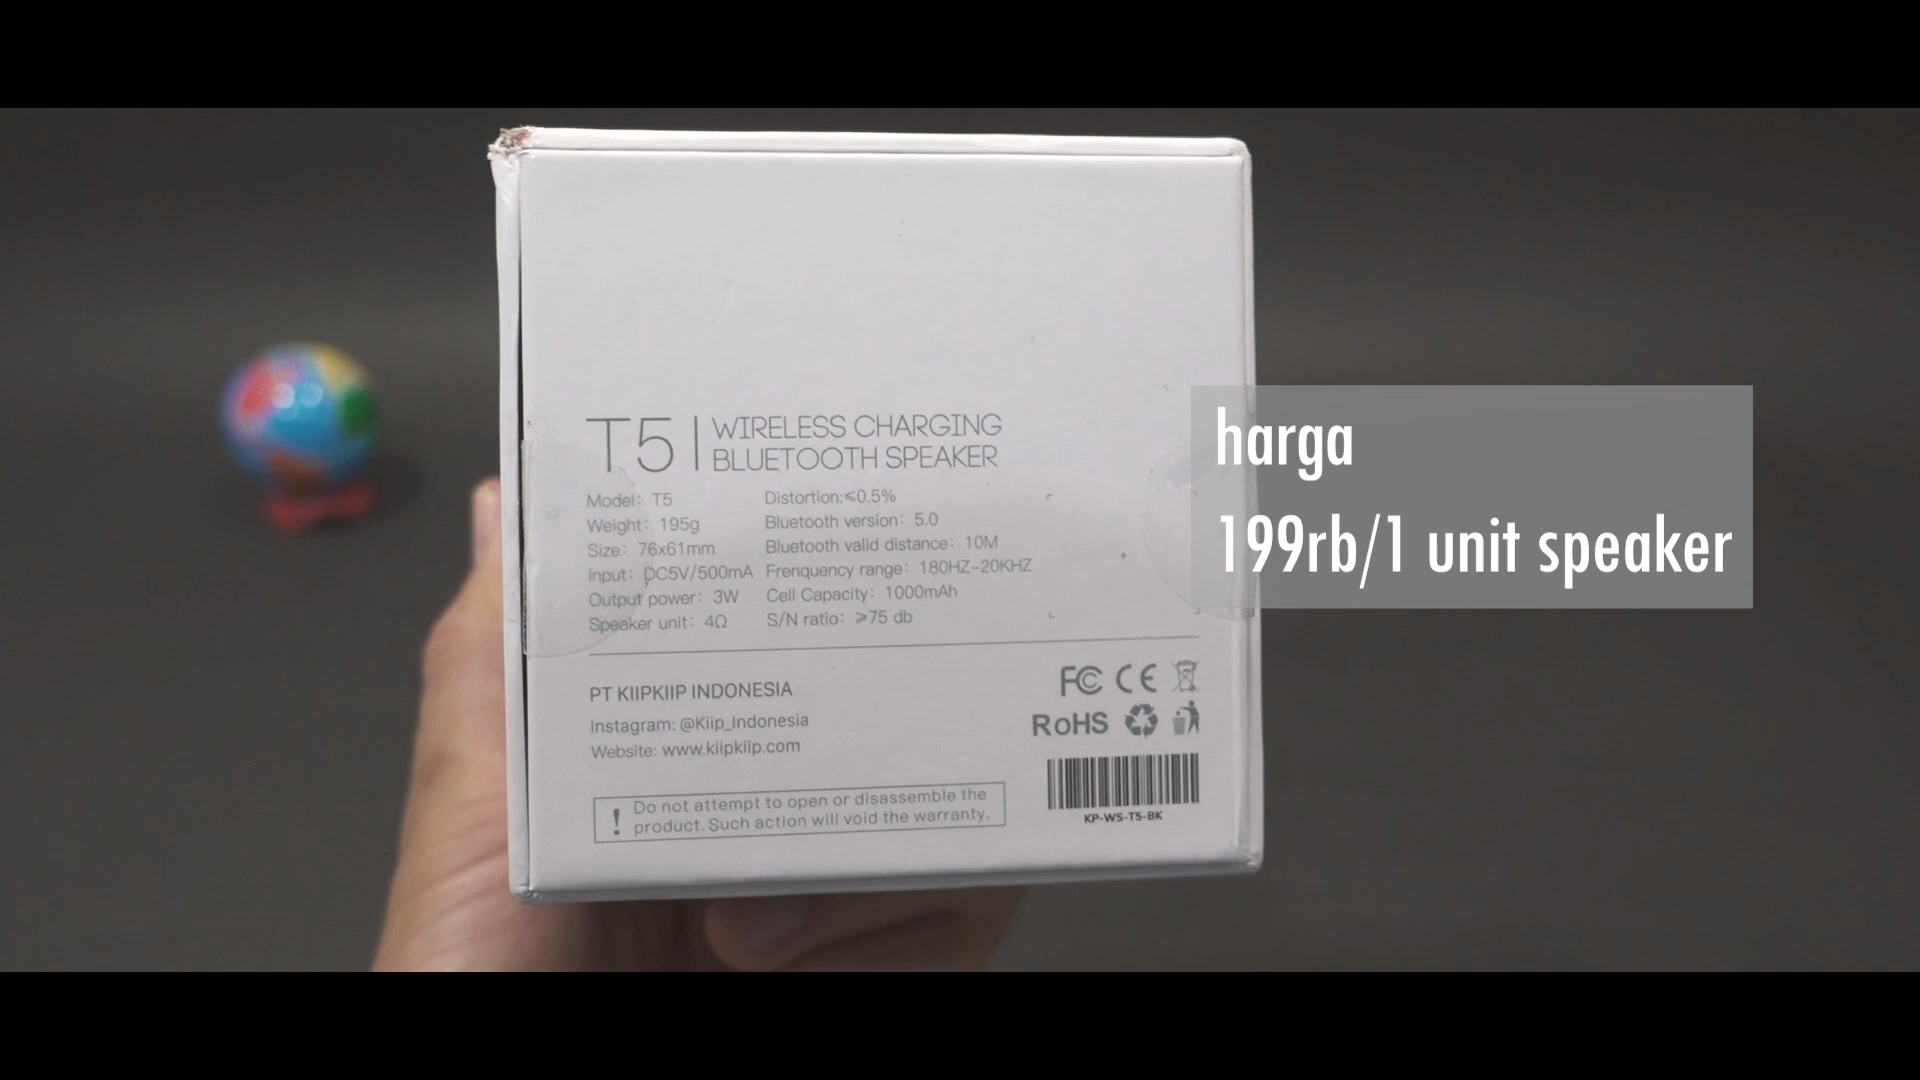 T5 | WIRELESS CHARGING
BLUETOOTH SPEAKER
Model: T5
Weight: 195g
Size: 76x61mm
Input: DC5V/500mA
Output power: 3W
Speaker unit: 4Ω
Distortion:⩽0.5%
Bluetooth version: 5.0
Bluetooth valld distance: 10M
Frenquency range: 180HZ-20KHZ
Cell Capacity: 1000mAh
S/N ratio: ⩾75 db
PT KIIPKIIP INDONESIA
Instagram: @Kiip_Indonesia
Website: www.kiipkiip.com
! Do not attempt to open or disassemble the
product. Such action will void the warranty.
FC CE
RoHS
KP-WS-T5-BK
harga
199rb/1 unit speaker